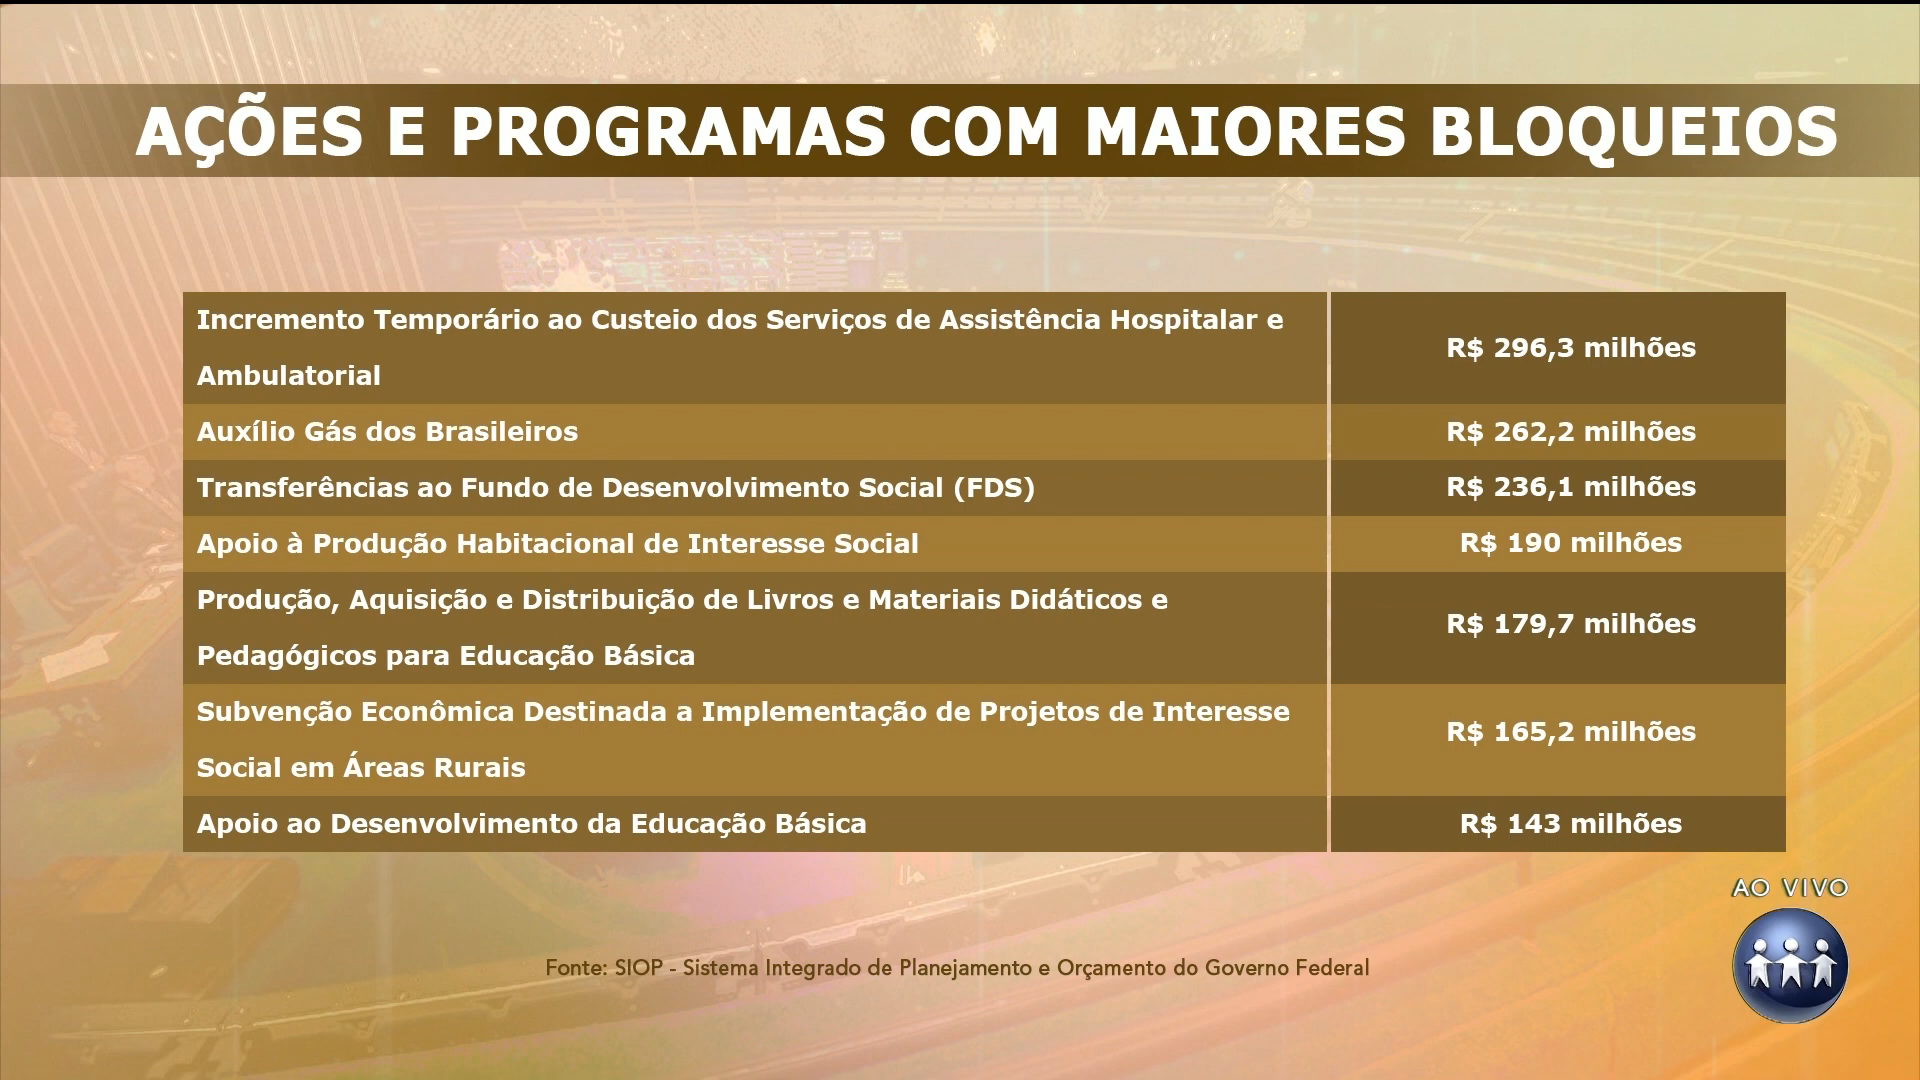 AÇÕES E PROGRAMAS COM MAIORES BLOQUEIOS
Incremento Temporário ao Custeio dos Serviços de Assistência Hospitalar e
Ambulatorial
R$ 296,3 milhões
Auxílio Gás dos Brasileiros
R$ 262,2 milhões
Transferências ao Fundo de Desenvolvimento Social (FDS)
R$ 236,1 milhões
Apoio à Produção Habitacional de Interesse Social
R$ 190 milhões
Produção, Aquisição e Distribuição de Livros e Materiais Didáticos e
Pedagógicos para Educação Básica
R$ 179,7 milhões
Subvenção Econômica Destinada a Implementação de Projetos de Interesse
Social em Áreas Rurais
R$ 165,2 milhões
Apoio ao Desenvolvimento da Educação Básica
R$ 143 milhões
AO VIVO
Fonte: SIOP - Sistema Integrado de Planejamento e Orçamento do Governo Federal